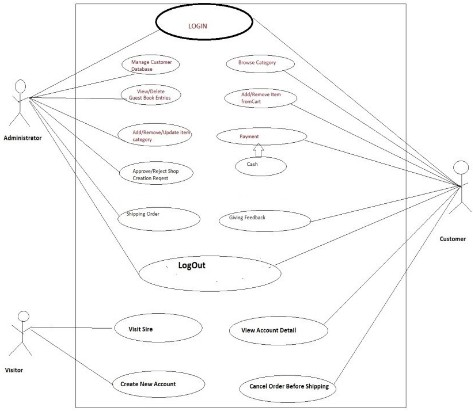 LOGIN
Manage Customer
Database
Browse Category
View/Delete
Guest Book Entries
Add/Remove Item
fromCart
Add/Remove/Update item
category
Payment
Cash
Approve/Reject Shop
Creation Reqest
Shipping Order
Giving Feedback
LogOut
Administrator
Customer
Visit Sire
View Account Detail
Visitor
Create New Account
Cancel Order Before Shipping